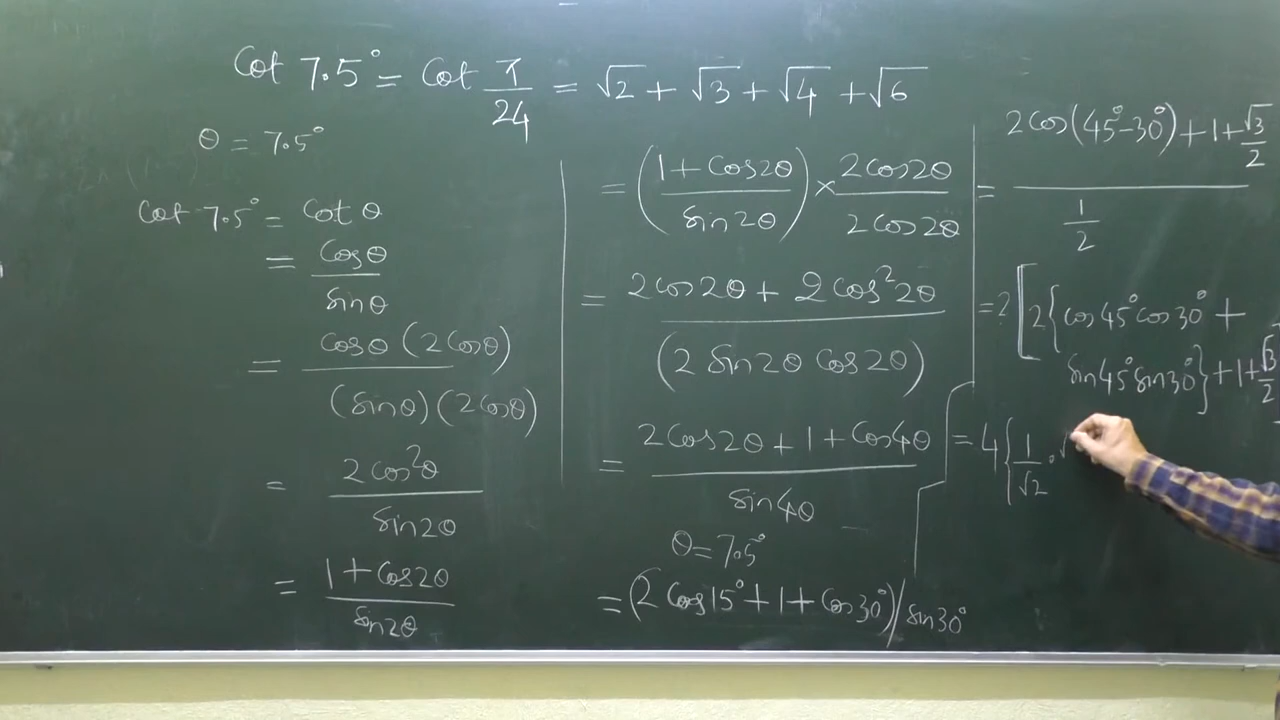 Cot 7.5° = Cot π/24 = √2 + √3 + √4 + √6
θ = 7.5°
Cot 7.5° = Cot θ
= Cosθ / sinθ
= Cosθ (2Cosθ) / (sinθ)(2Cosθ)
= 2cos²θ / sin2θ
= 1 + Cos2θ / sin2θ
= (1 + Cos2θ / sin2θ) × 2Cos2θ / 2Cos2θ
= 2cos2θ + 2cos²2θ / (2 sin2θ cos2θ)
= 2Cos2θ + 1 + Cos4θ / sin4θ
θ = 7.5°
= (2 Cos15° + 1 + Cos30°) / sin30°
= 2cos(45°-30°) + 1 + √3/2 / 1/2
= 2 [2{cos45° cos30° +
sin45° sin30°} + 1 + √3/2
= 4 {1/√2 · √